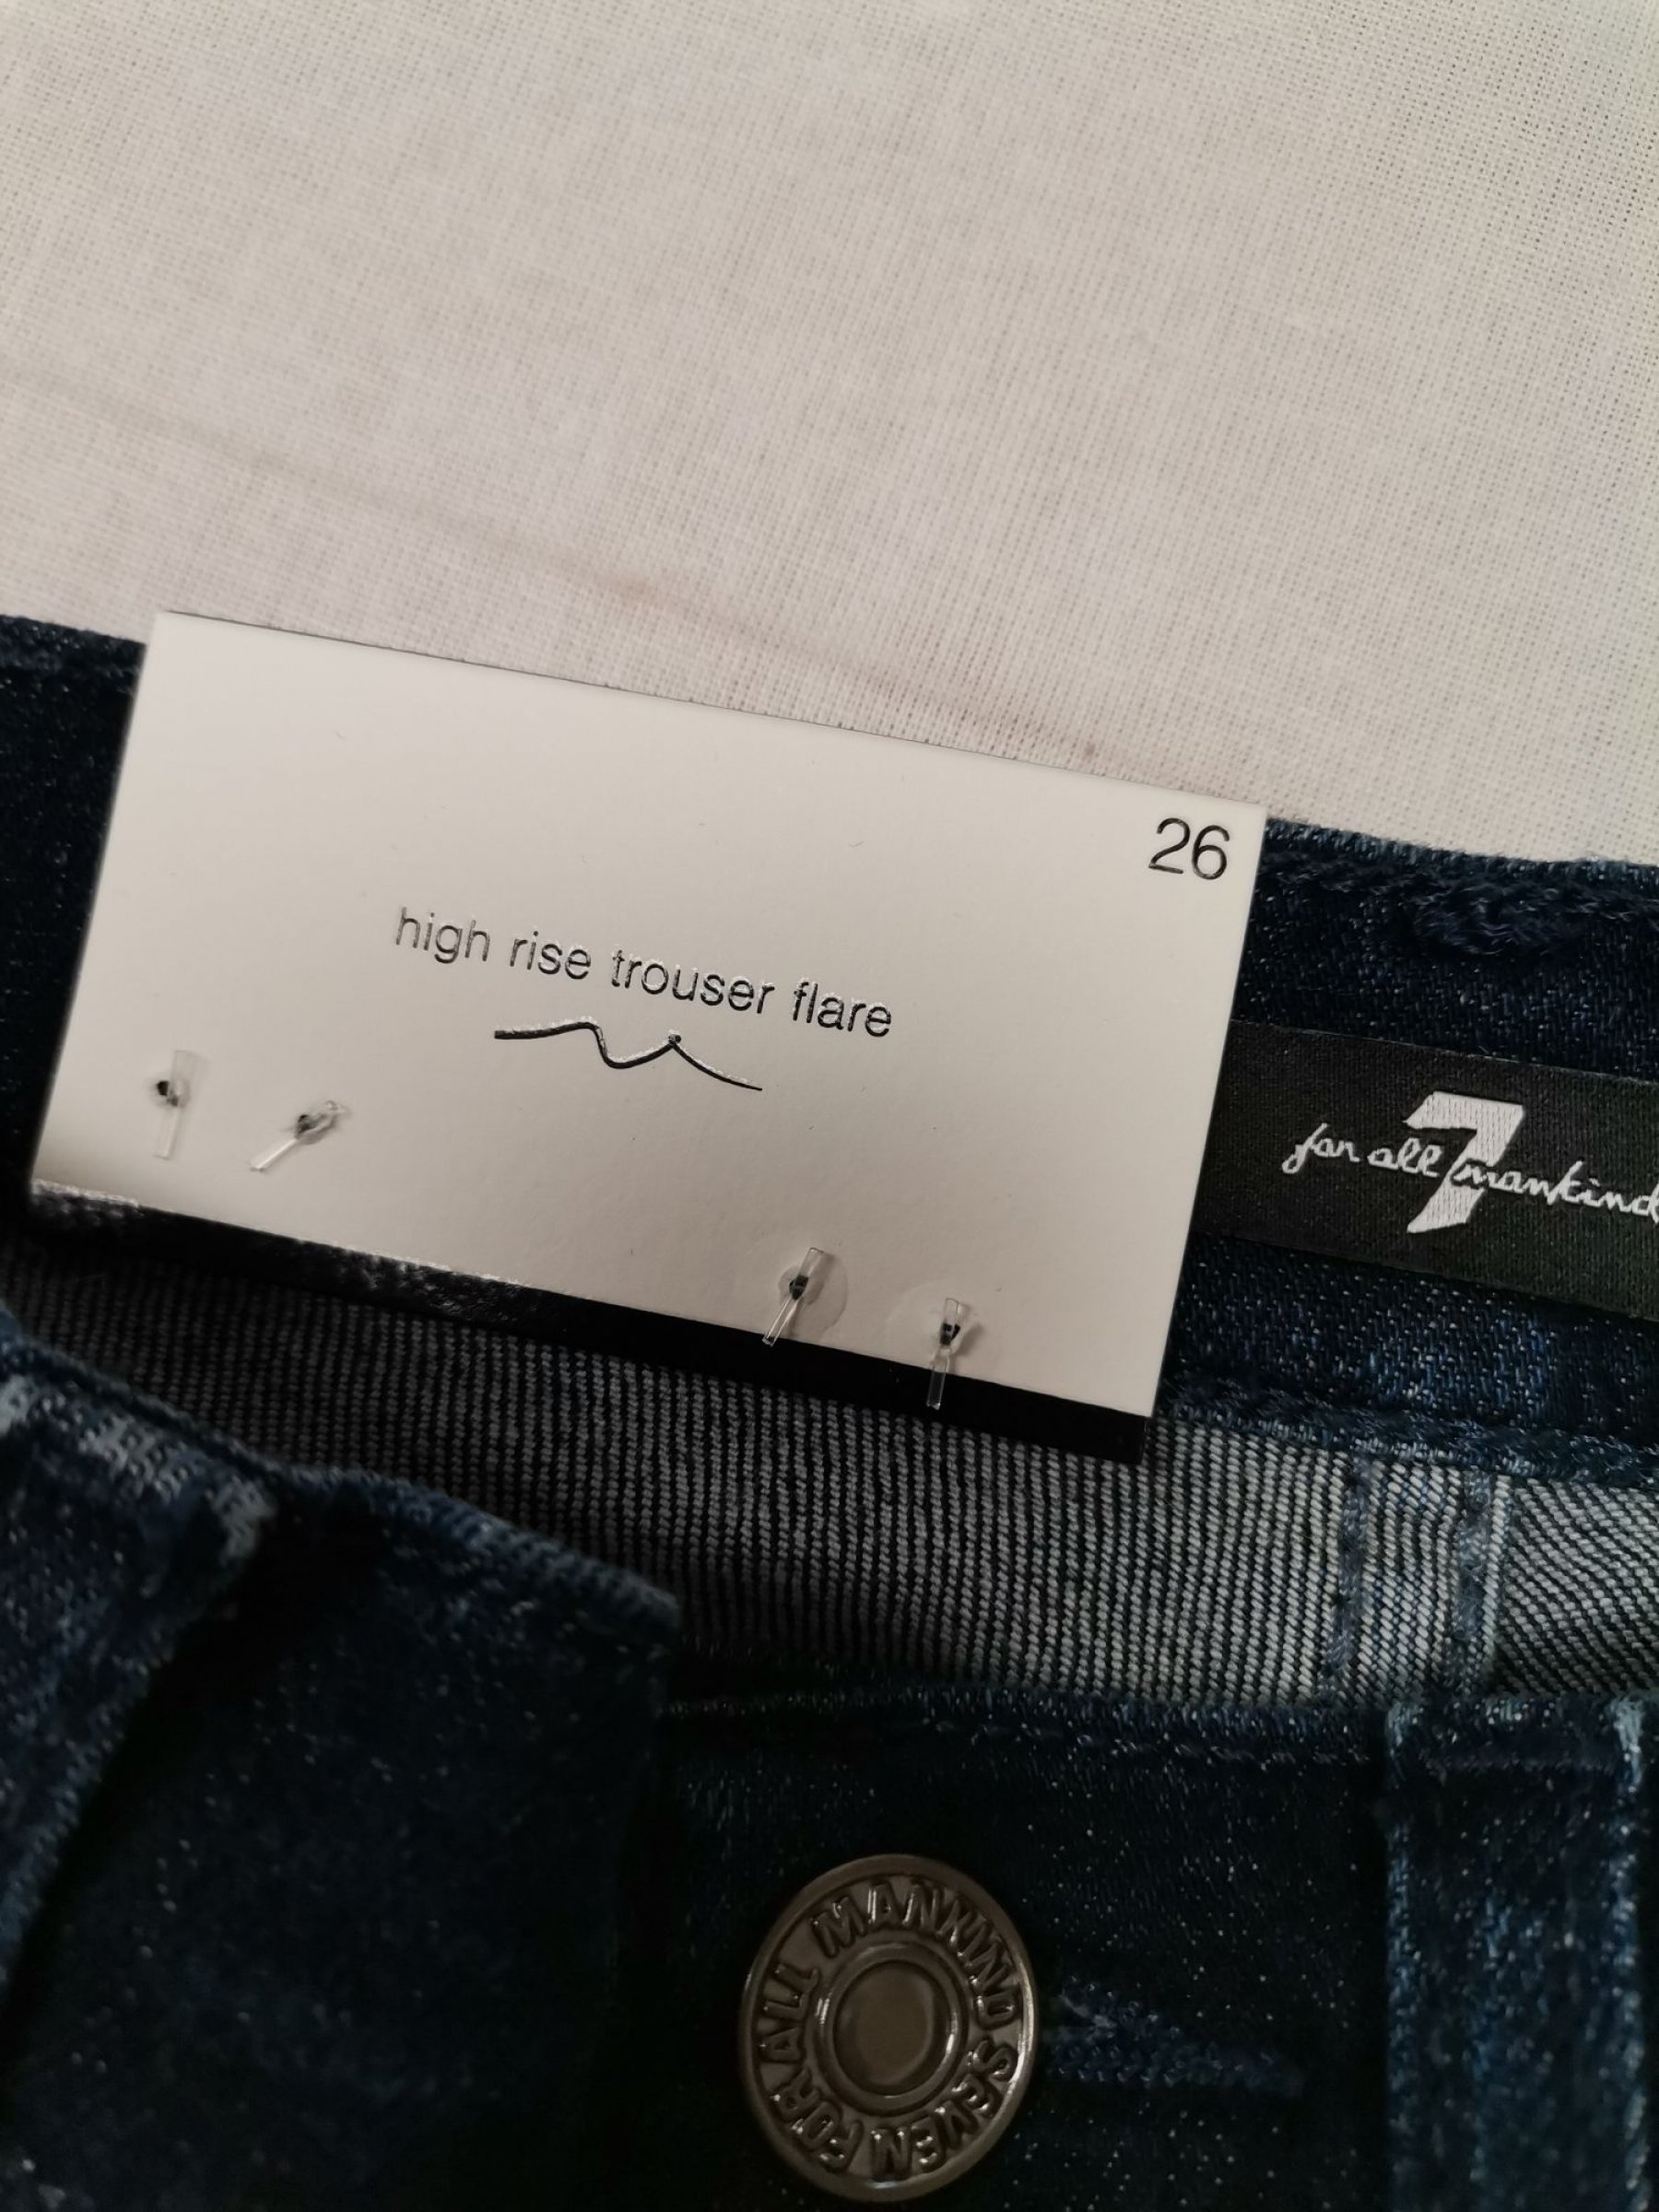 26
high rise trouser flare
7
for all mankind
SEVEN FOR ALL MANKIND